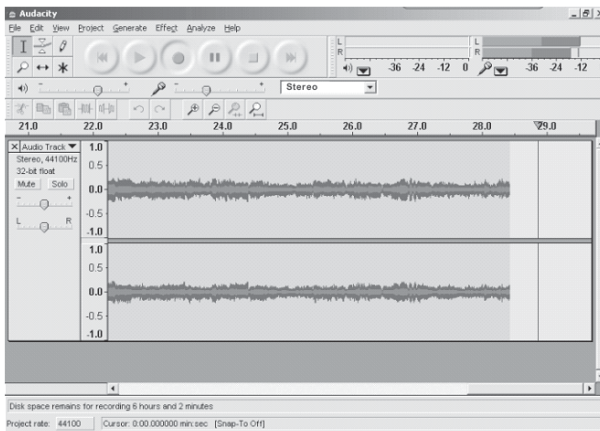 Audacity
File Edit View Project Generate Effect Analyze Help
L
R
-36 -24 -12 0
L
R
-36 -24 -12
- +
- +
Stereo
21.0 22.0 23.0 24.0 25.0 26.0 27.0 28.0 29.0
X Audio Track
Stereo, 44100Hz
32-bit float
Mute Solo
- +
L R
1.0
0.5
0.0
-0.5
-1.0
1.0
0.5
0.0
-0.5
-1.0
Disk space remains for recording 6 hours and 2 minutes
Project rate: 44100 Cursor: 0:00.000000 min:sec [Snap-To Off]